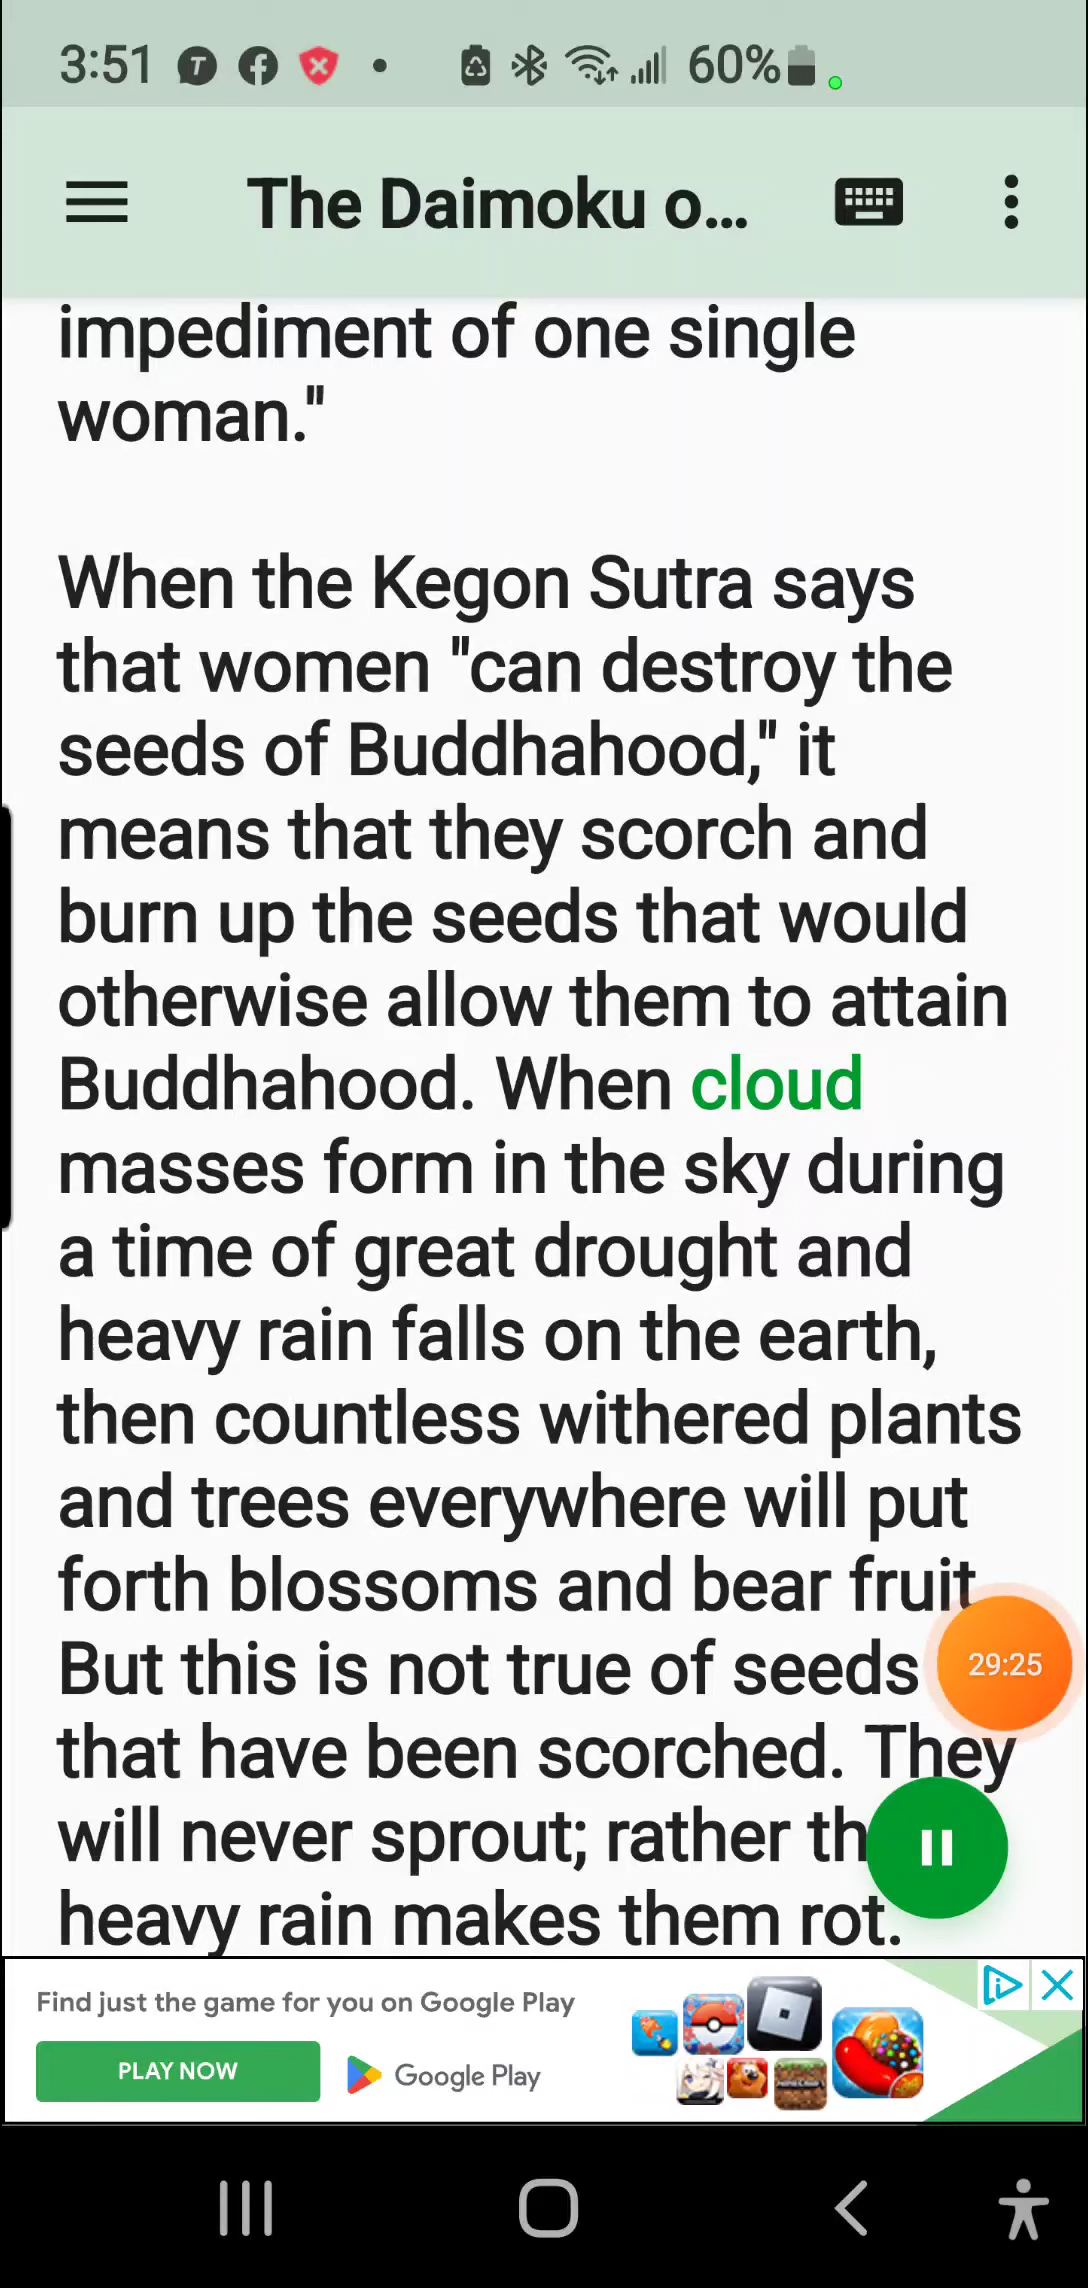 3:51
60%
The Daimoku o...
impediment of one single
woman."
When the Kegon Sutra says
that women "can destroy the
seeds of Buddhahood," it
means that they scorch and
burn up the seeds that would
otherwise allow them to attain
Buddhahood. When cloud
masses form in the sky during
a time of great drought and
heavy rain falls on the earth,
then countless withered plants
and trees everywhere will put
forth blossoms and bear fruit
But this is not true of seeds
29:25
that have been scorched. They
will never sprout; rather th
heavy rain makes them rot.
Find just the game for you on Google Play
PLAY NOW
Google Play